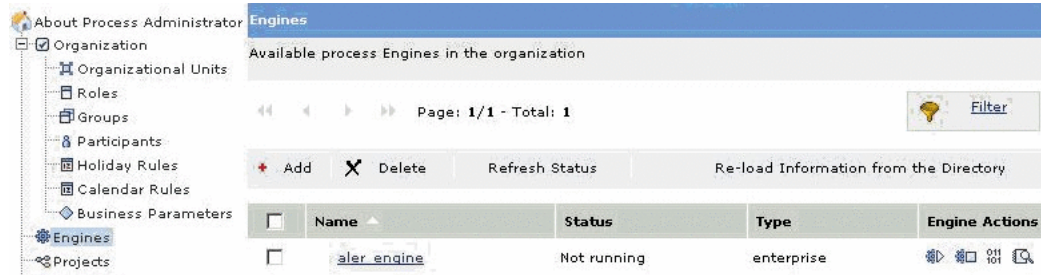 About Process Administrator
Organization
Organizational Units
Roles
Groups
Participants
Holiday Rules
Calendar Rules
Business Parameters
Engines
Projects
Engines
Available process Engines in the organization
Page: 1/1 - Total: 1
Filter
Add Delete Refresh Status Re-load Information from the Directory
Name Status Type Engine Actions
aler engine Not running enterprise